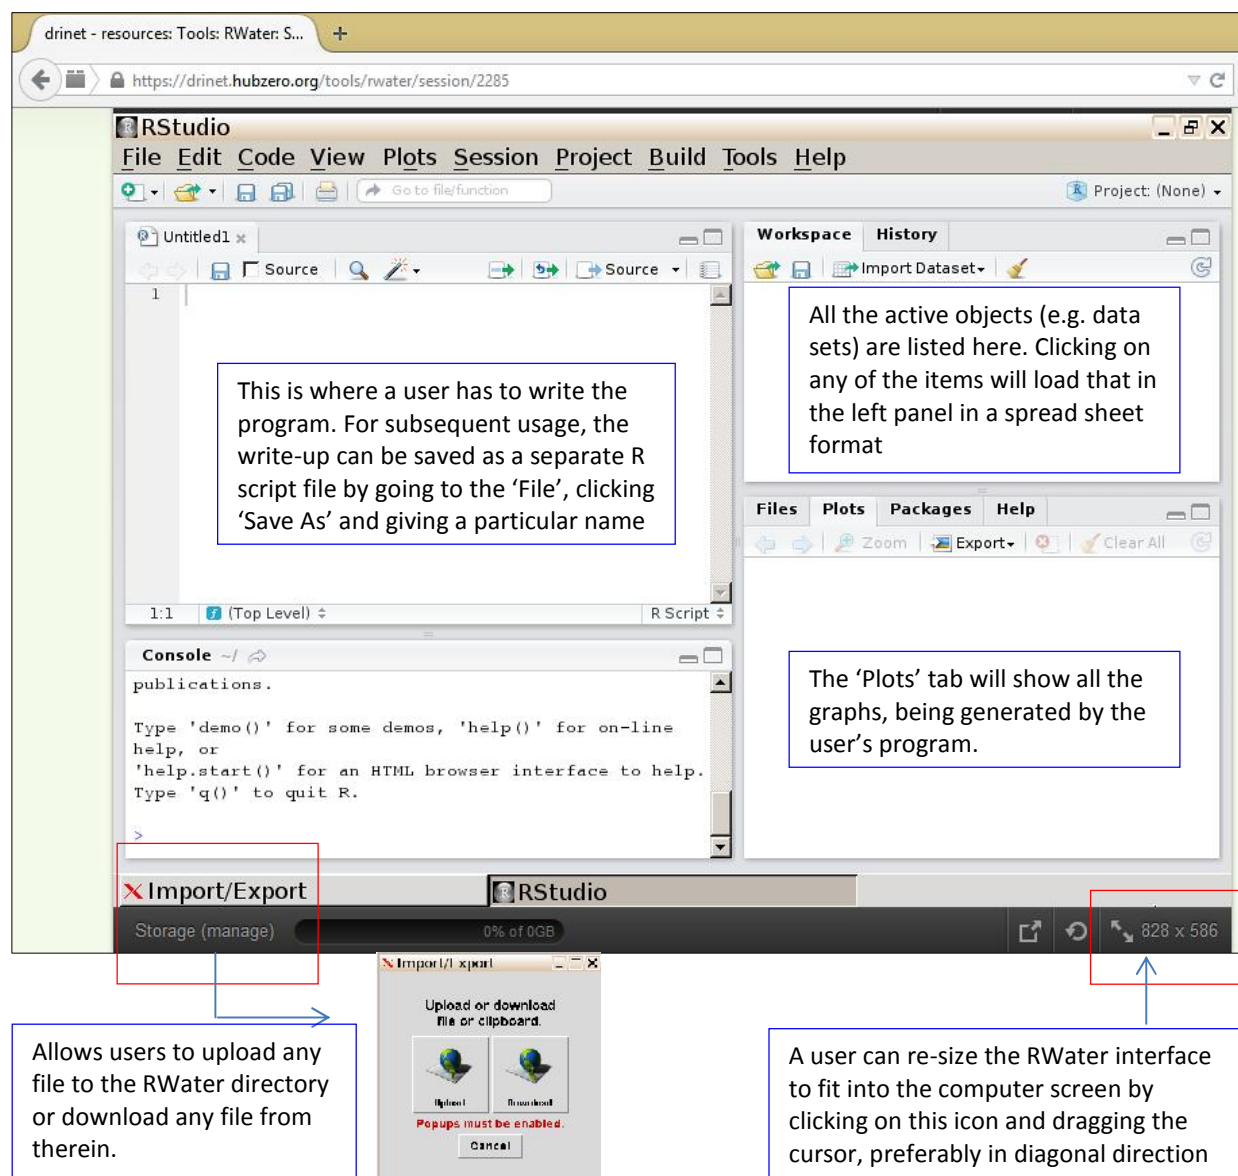 drinet - resources: Tools: RWater: S...
https://drinet.hubzero.org/tools/rwater/session/2285
RStudio
File Edit Code View Plots Session Project Build Tools Help
Go to file/function
Project: (None)
Untitled1
Source
Source
1
This is where a user has to write the
program. For subsequent usage, the
write-up can be saved as a separate R
script file by going to the ‘File’, clicking
‘Save As’ and giving a particular name
1:1 (Top Level) R Script
Workspace History
Import Dataset
All the active objects (e.g. data
sets) are listed here. Clicking on
any of the items will load that in
the left panel in a spread sheet
format
Files Plots Packages Help
Zoom Export Clear All
The ‘Plots’ tab will show all the
graphs, being generated by the
user’s program.
Console ~/
publications.
Type 'demo()' for some demos, 'help()' for on-line
help, or
'help.start()' for an HTML browser interface to help.
Type 'q()' to quit R.
>
Import/Export
RStudio
Storage (manage) 0% of 0GB 828 x 586
Import/Export
Upload or download
file or clipboard.
Upload Download
Popups must be enabled.
Cancel
Allows users to upload any
file to the RWater directory
or download any file from
therein.
A user can re-size the RWater interface
to fit into the computer screen by
clicking on this icon and dragging the
cursor, preferably in diagonal direction